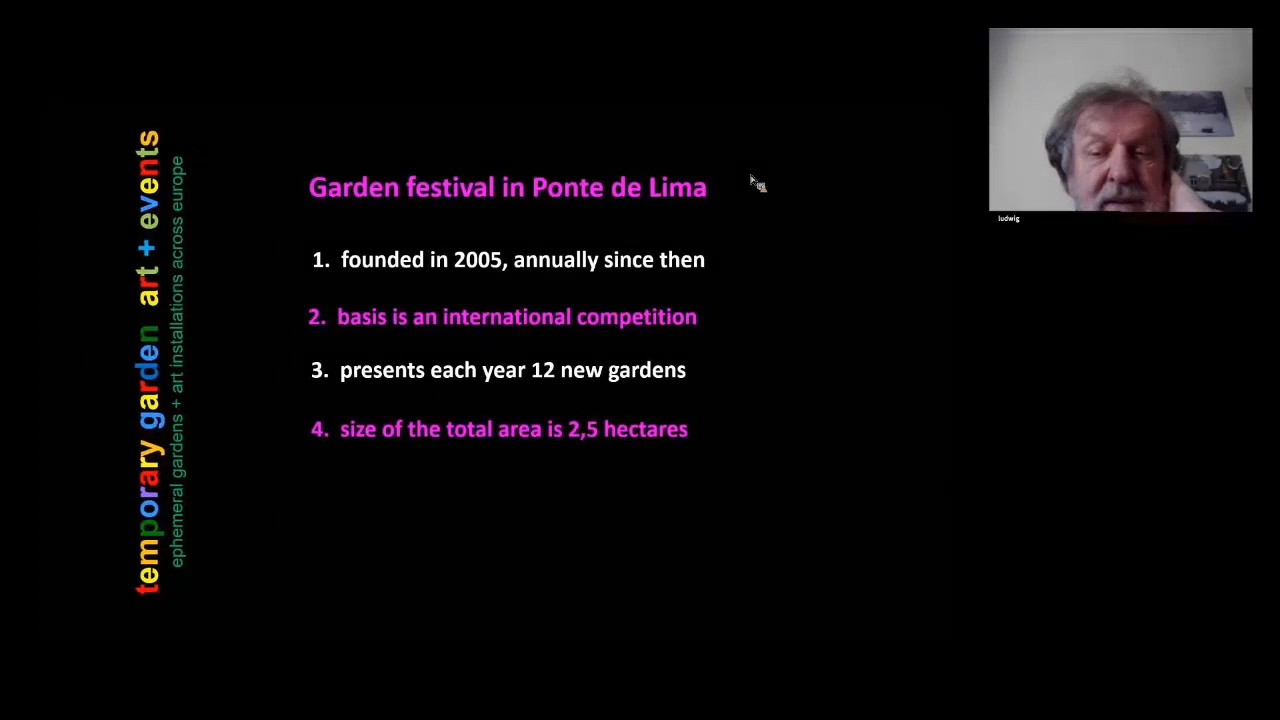 temporary garden art + events
ephemeral gardens + art installations across europe
Garden festival in Ponte de Lima
1. founded in 2005, annually since then
2. basis is an international competition
3. presents each year 12 new gardens
4. size of the total area is 2,5 hectares
ludwig